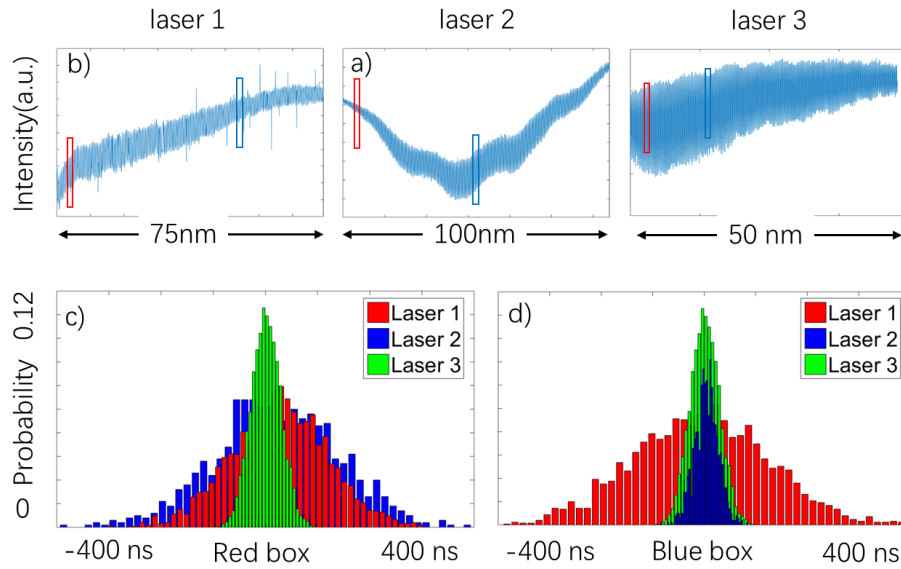 laser 1
laser 2
laser 3
Intensity(a.u.)
b)
a)
75nm
100nm
50 nm
0 Probability 0.12
c)
Laser 1
Laser 2
Laser 3
d)
Laser 1
Laser 2
Laser 3
-400 ns
Red box
400 ns
-400 ns
Blue box
400 ns